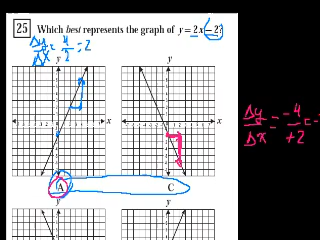 25 Which best represents the graph of y = 2x - 2?
Δy/Δx = 4/2 = 2
y
y
x
x
Δy/Δx = -4/+2 = -
A
C
y
y